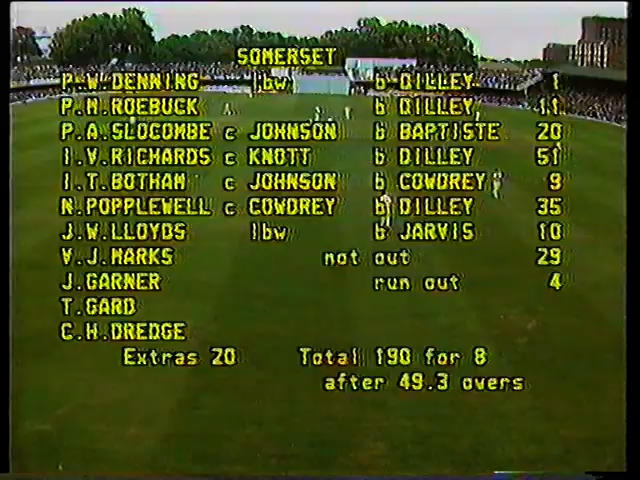 SOMERSET
P.W.DENNING lbw b DILLEY 1
P.M.ROEBUCK b DILLEY 11
P.A.SLOCOMBE c JOHNSON b BAPTISTE 20
I.V.RICHARDS c KNOTT b DILLEY 51
I.T.BOTHAM c JOHNSON b COWDREY 9
N.POPPLEWELL c COWDREY b DILLEY 35
J.W.LLOYDS lbw b JARVIS 10
V.J.MARKS not out 29
J.GARNER run out 4
T.GARD
C.H.DREDGE
Extras 20 Total 190 for 8
after 49.3 overs